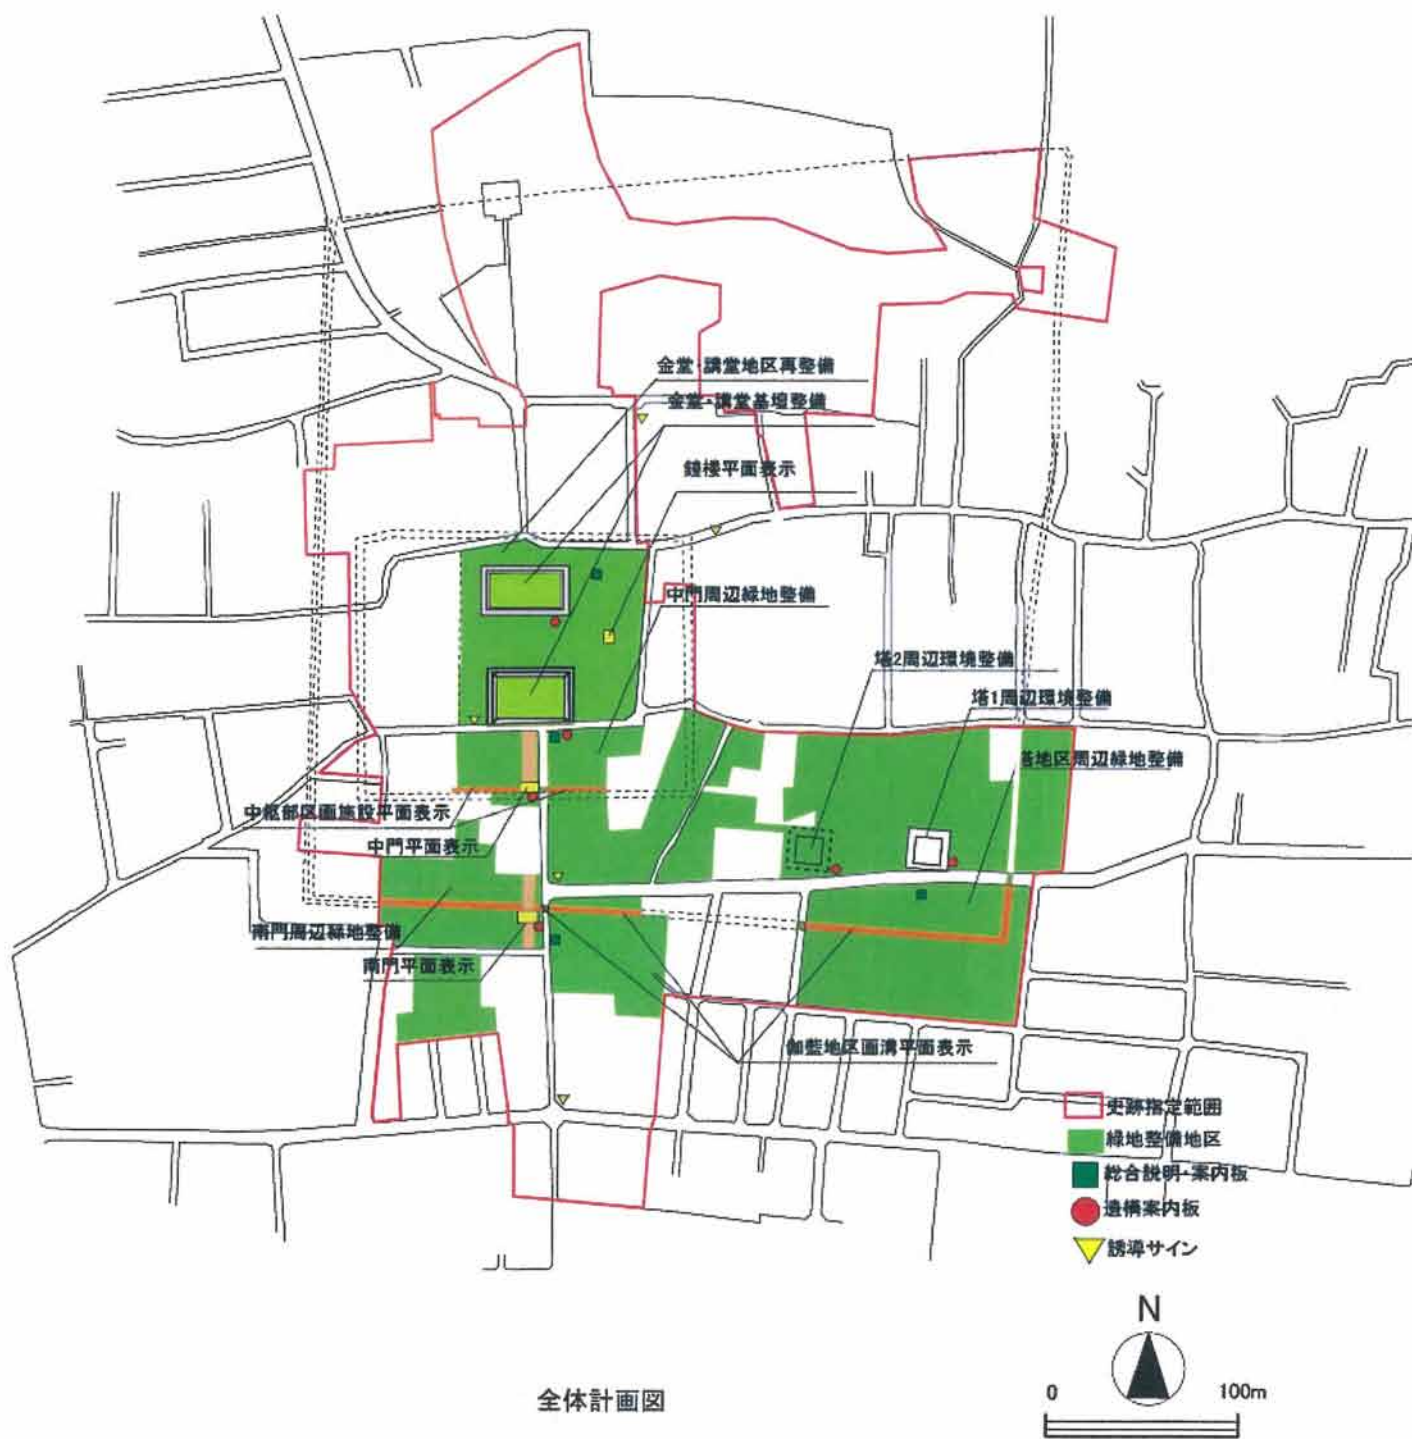 金堂・講堂地区再整備
金堂・講堂基壇整備
鐘楼平面表示
中門周辺緑地整備
塔2周辺環境整備
塔1周辺環境整備
塔地区周辺緑地整備
中枢部区画施設平面表示
中門平面表示
南門周辺緑地整備
南門平面表示
伽藍地区画溝平面表示
史跡指定範囲
緑地整備地区
総合説明・案内板
遺構案内板
誘導サイン
N
0 100m
全体計画図